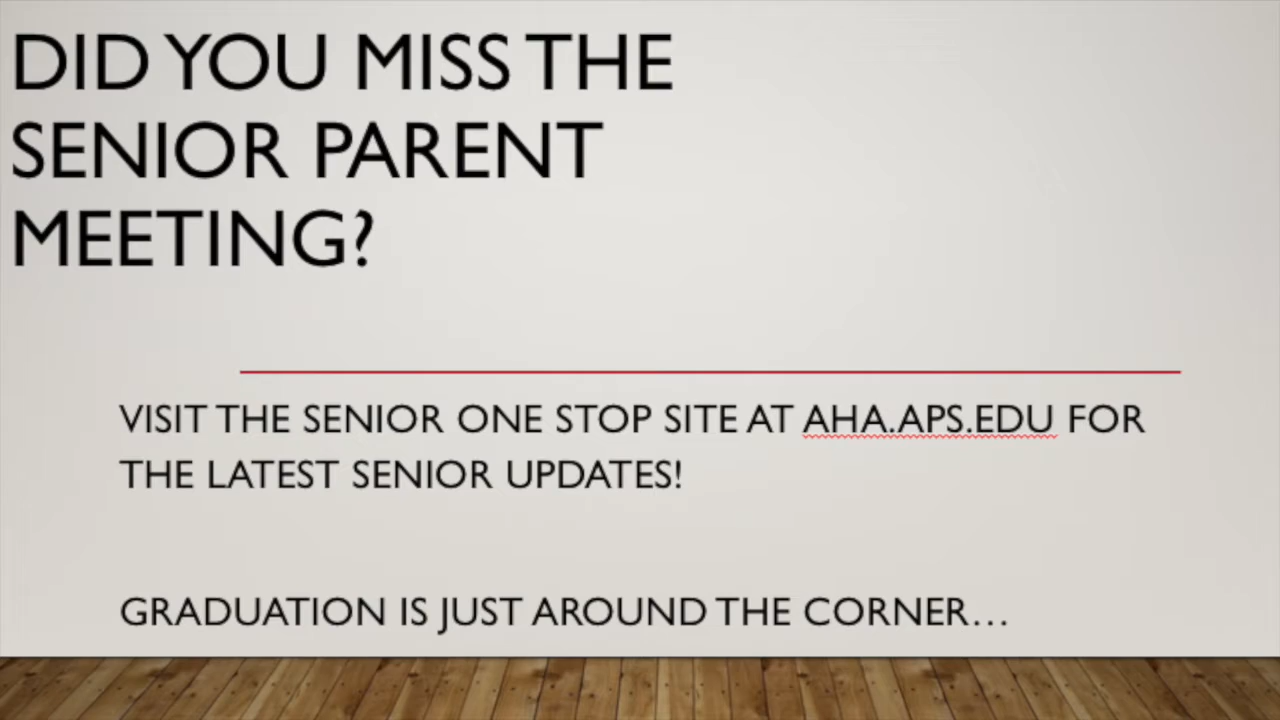 DID YOU MISS THE
SENIOR PARENT
MEETING?
VISIT THE SENIOR ONE STOP SITE AT AHA.APS.EDU FOR
THE LATEST SENIOR UPDATES!
GRADUATION IS JUST AROUND THE CORNER...